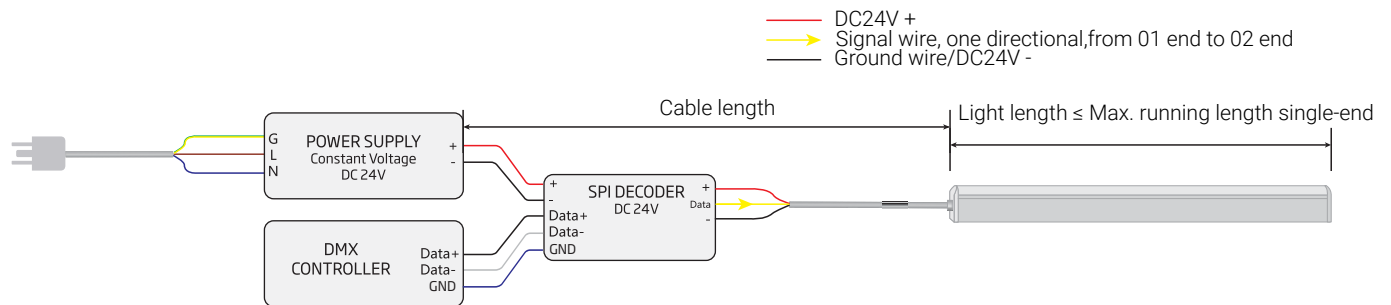 DC24V +
Signal wire, one directional,from 01 end to 02 end
Ground wire/DC24V -
Cable length
Light length ≤ Max. running length single-end
G
L
N
POWER SUPPLY
Constant Voltage
DC 24V
+
-
+
-
Data+
Data-
GND
SPI DECODER
DC 24V
+
Data
-
DMX
CONTROLLER
Data+
Data-
GND